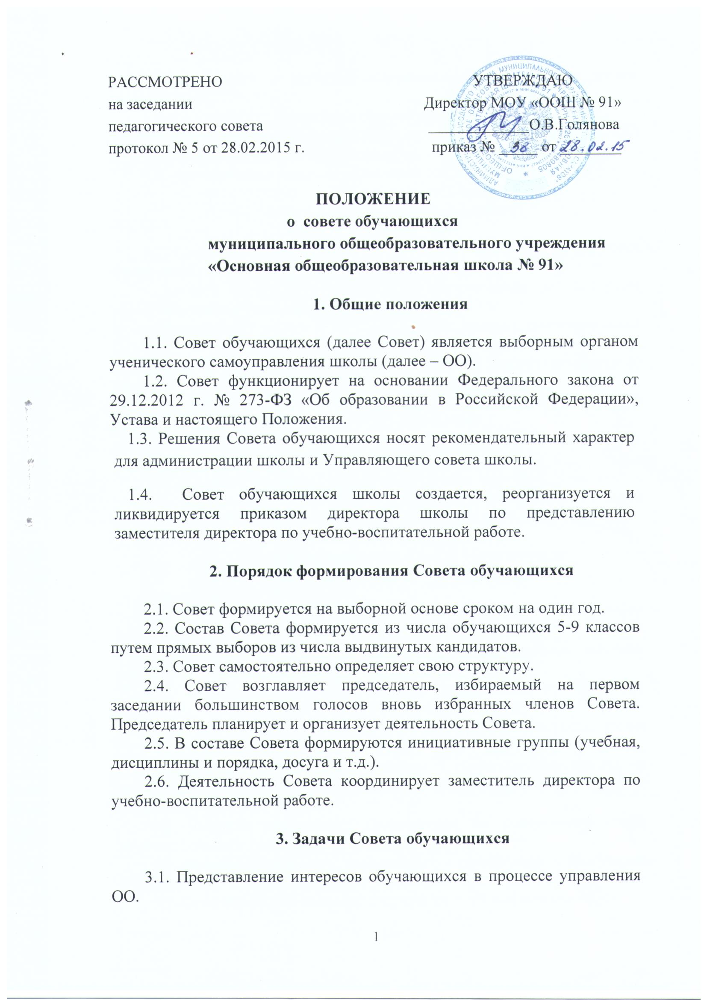 РАССМОТРЕНО
на заседании
педагогического совета
протокол № 5 от 28.02.2015 г.
УТВЕРЖДАЮ
Директор МОУ «ООШ № 91»
О.В.Голянова
приказ № 38 от 28.02.15
ПОЛОЖЕНИЕ
о совете обучающихся
муниципального общеобразовательного учреждения
«Основная общеобразовательная школа № 91»
1. Общие положения
1.1. Совет обучающихся (далее Совет) является выборным органом
ученического самоуправления школы (далее – ОО).
1.2. Совет функционирует на основании Федерального закона от
29.12.2012 г. № 273-ФЗ «Об образовании в Российской Федерации»,
Устава и настоящего Положения.
1.3. Решения Совета обучающихся носят рекомендательный характер
для администрации школы и Управляющего совета школы.
1.4. Совет обучающихся школы создается, реорганизуется и
ликвидируется приказом директора школы по представлению
заместителя директора по учебно-воспитательной работе.
2. Порядок формирования Совета обучающихся
2.1. Совет формируется на выборной основе сроком на один год.
2.2. Состав Совета формируется из числа обучающихся 5-9 классов
путем прямых выборов из числа выдвинутых кандидатов.
2.3. Совет самостоятельно определяет свою структуру.
2.4. Совет возглавляет председатель, избираемый на первом
заседании большинством голосов вновь избранных членов Совета.
Председатель планирует и организует деятельность Совета.
2.5. В составе Совета формируются инициативные группы (учебная,
дисциплины и порядка, досуга и т.д.).
2.6. Деятельность Совета координирует заместитель директора по
учебно-воспитательной работе.
3. Задачи Совета обучающихся
3.1. Представление интересов обучающихся в процессе управления
ОО.
1